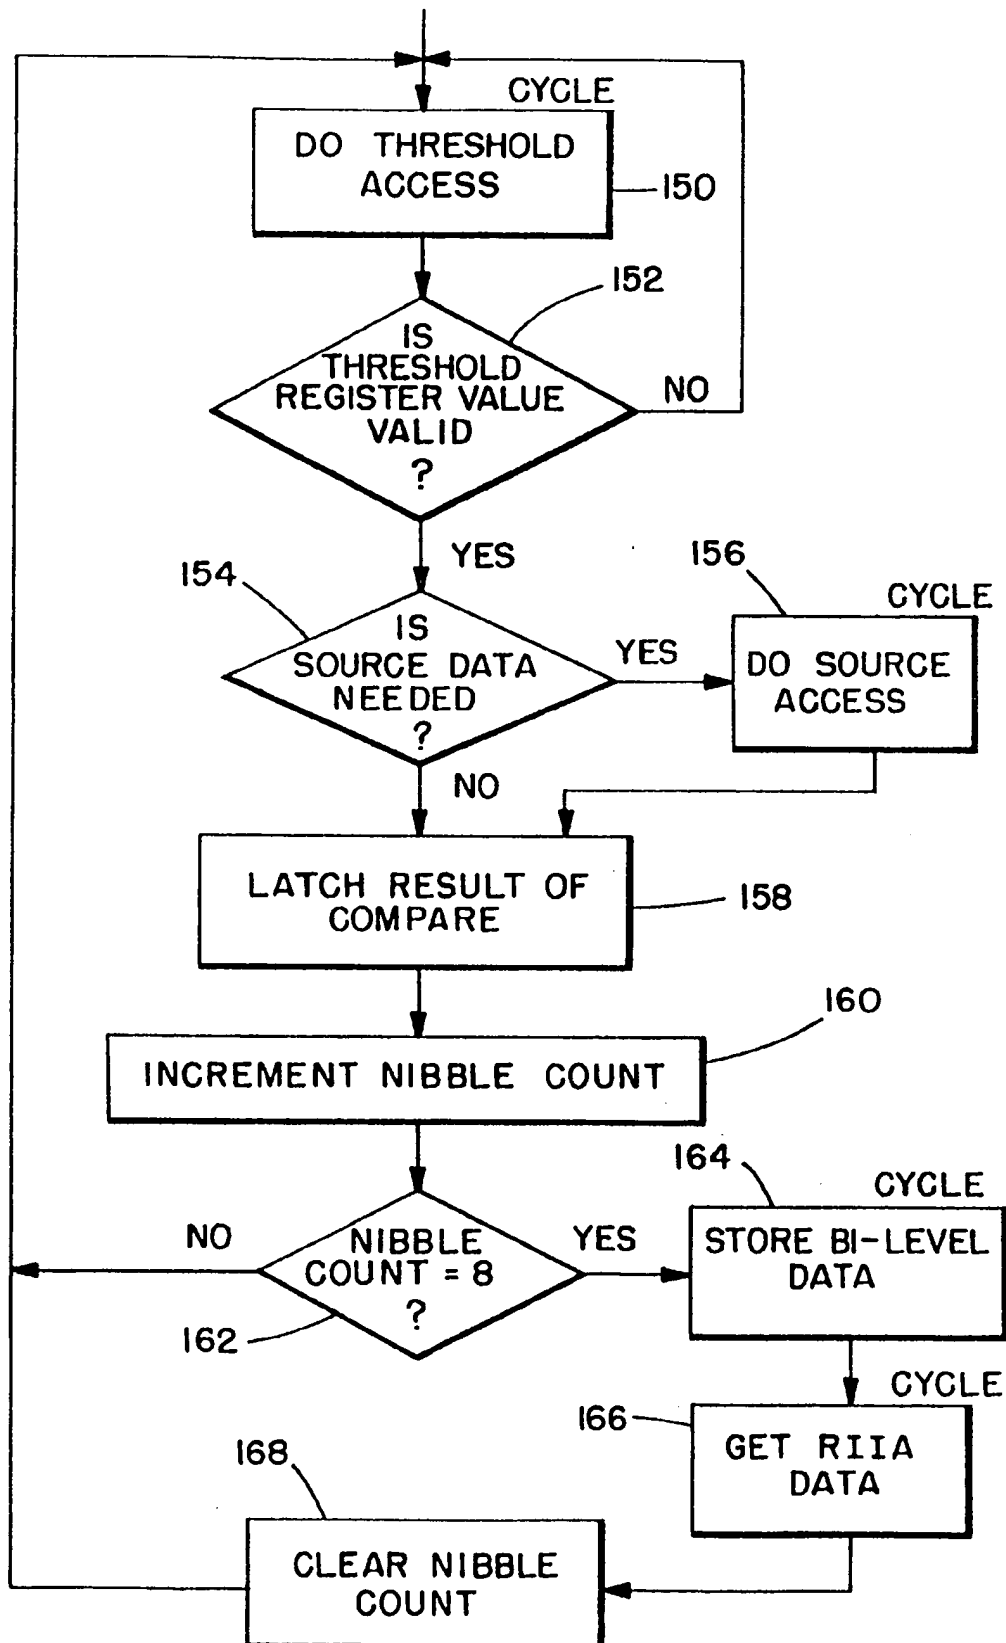 CYCLE
DO THRESHOLD
ACCESS
150
152
IS
THRESHOLD
REGISTER VALUE
VALID
?
NO
YES
154
156
CYCLE
IS
SOURCE DATA
NEEDED
?
YES
DO SOURCE
ACCESS
NO
LATCH RESULT OF
COMPARE
158
160
INCREMENT NIBBLE COUNT
164
CYCLE
NO
NIBBLE
COUNT = 8
?
YES
STORE BI-LEVEL
DATA
162
CYCLE
166
GET RIIA
DATA
168
CLEAR NIBBLE
COUNT